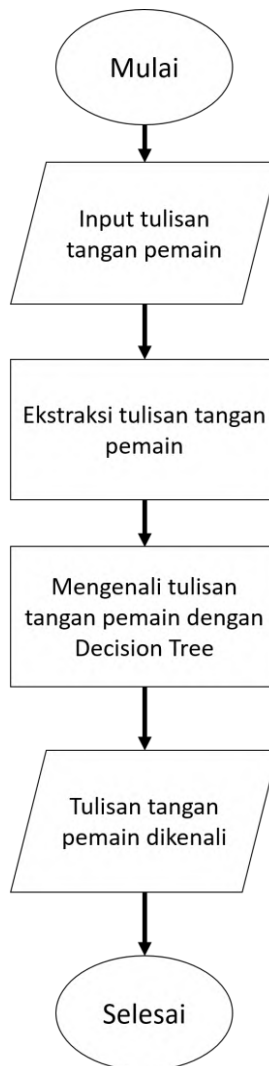 Mulai
Input tulisan
tangan pemain
Ekstraksi tulisan tangan
pemain
Mengenali tulisan
tangan pemain dengan
Decision Tree
Tulisan tangan
pemain dikenali
Selesai